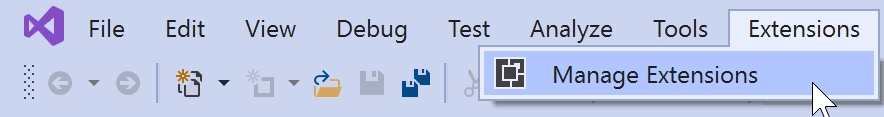 File Edit View Debug Test Analyze Tools Extensions
Manage Extensions